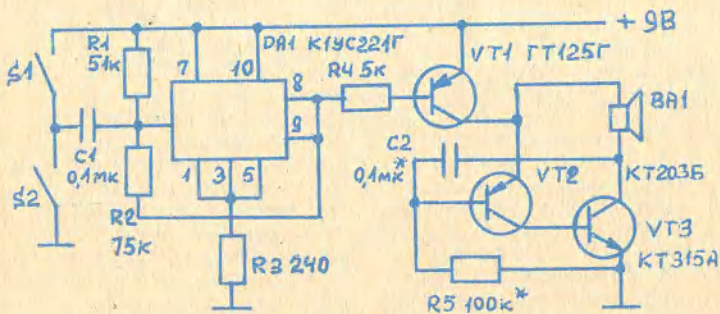 + 9В
R1
51к
S1
7
10
DA1 К1УС221Г
8
9
R4 5к
VT1 ГТ125Г
BA1
C1
0,1мк
S2
1
3
5
R2
75к
R3 240
C2
0,1мк*
VT2
КТ203Б
VT3
КТ315А
R5 100к*